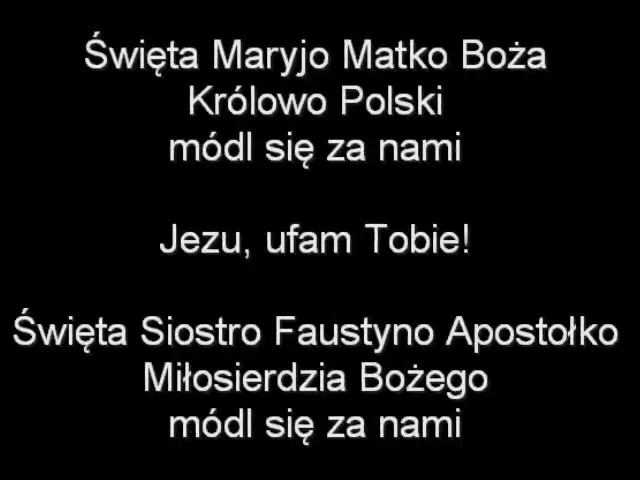 Święta Maryjo Matko Boża
Królowo Polski
módl się za nami
Jezu, ufam Tobie!
Święta Siostro Faustyno Apostołko
Miłosierdzia Bożego
módl się za nami